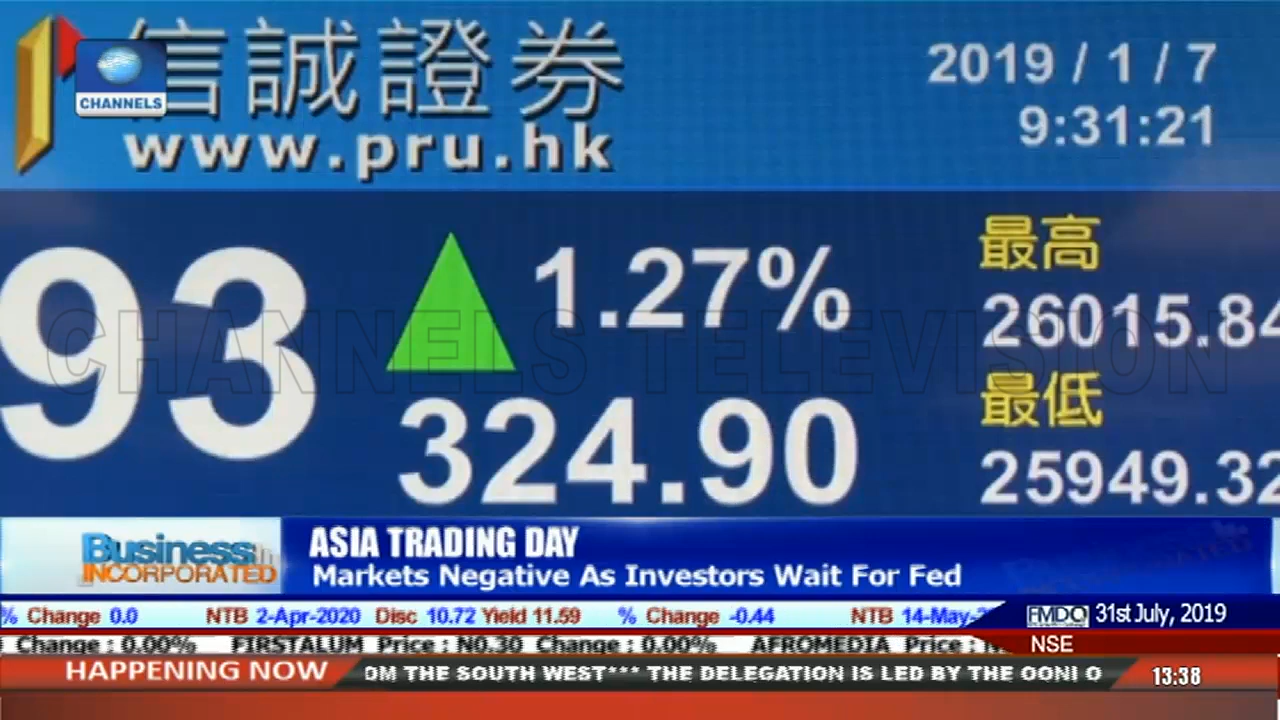 信誠證券
CHANNELS
www.pru.hk
2019 / 1 / 7
9:31:21
93
1.27%
324.90
最高
26015.84
最低
25949.32
CHANNELS TELEVISION
Business
INCORPORATED
ASIA TRADING DAY
Markets Negative As Investors Wait For Fed
% Change 0.0 NTB 2-Apr-2020 Disc 10.72 Yield 11.59 % Change -0.44 NTB 14-May-
FMDQ 31st July, 2019
Change : 0.00% FIRSTALUM Price : N0.30 Change : 0.00% AFROMEDIA Price :
NSE
HAPPENING NOW
OM THE SOUTH WEST*** THE DELEGATION IS LED BY THE OONI O
13:38